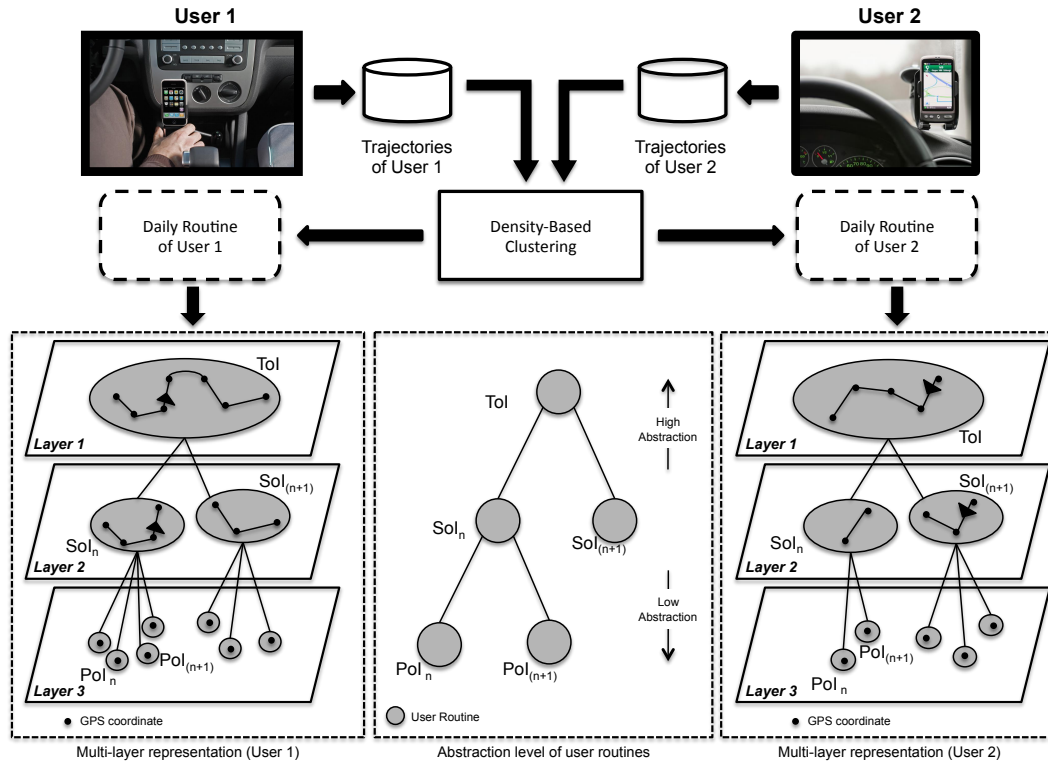 User 1
User 2
Trajectories
of User 1
Trajectories
of User 2
Daily Routine
of User 1
Density-Based
Clustering
Daily Routine
of User 2
ToI
Layer 1
SoI(n+1)
SoIn
Layer 2
PoI(n+1)
PoI n
Layer 3
GPS coordinate
Multi-layer representation (User 1)
ToI
High
Abstraction
SoIn
SoI(n+1)
Low
Abstraction
PoI n
PoI(n+1)
User Routine
Abstraction level of user routines
ToI
Layer 1
SoI(n+1)
SoIn
Layer 2
PoI(n+1)
PoI n
Layer 3
GPS coordinate
Multi-layer representation (User 2)